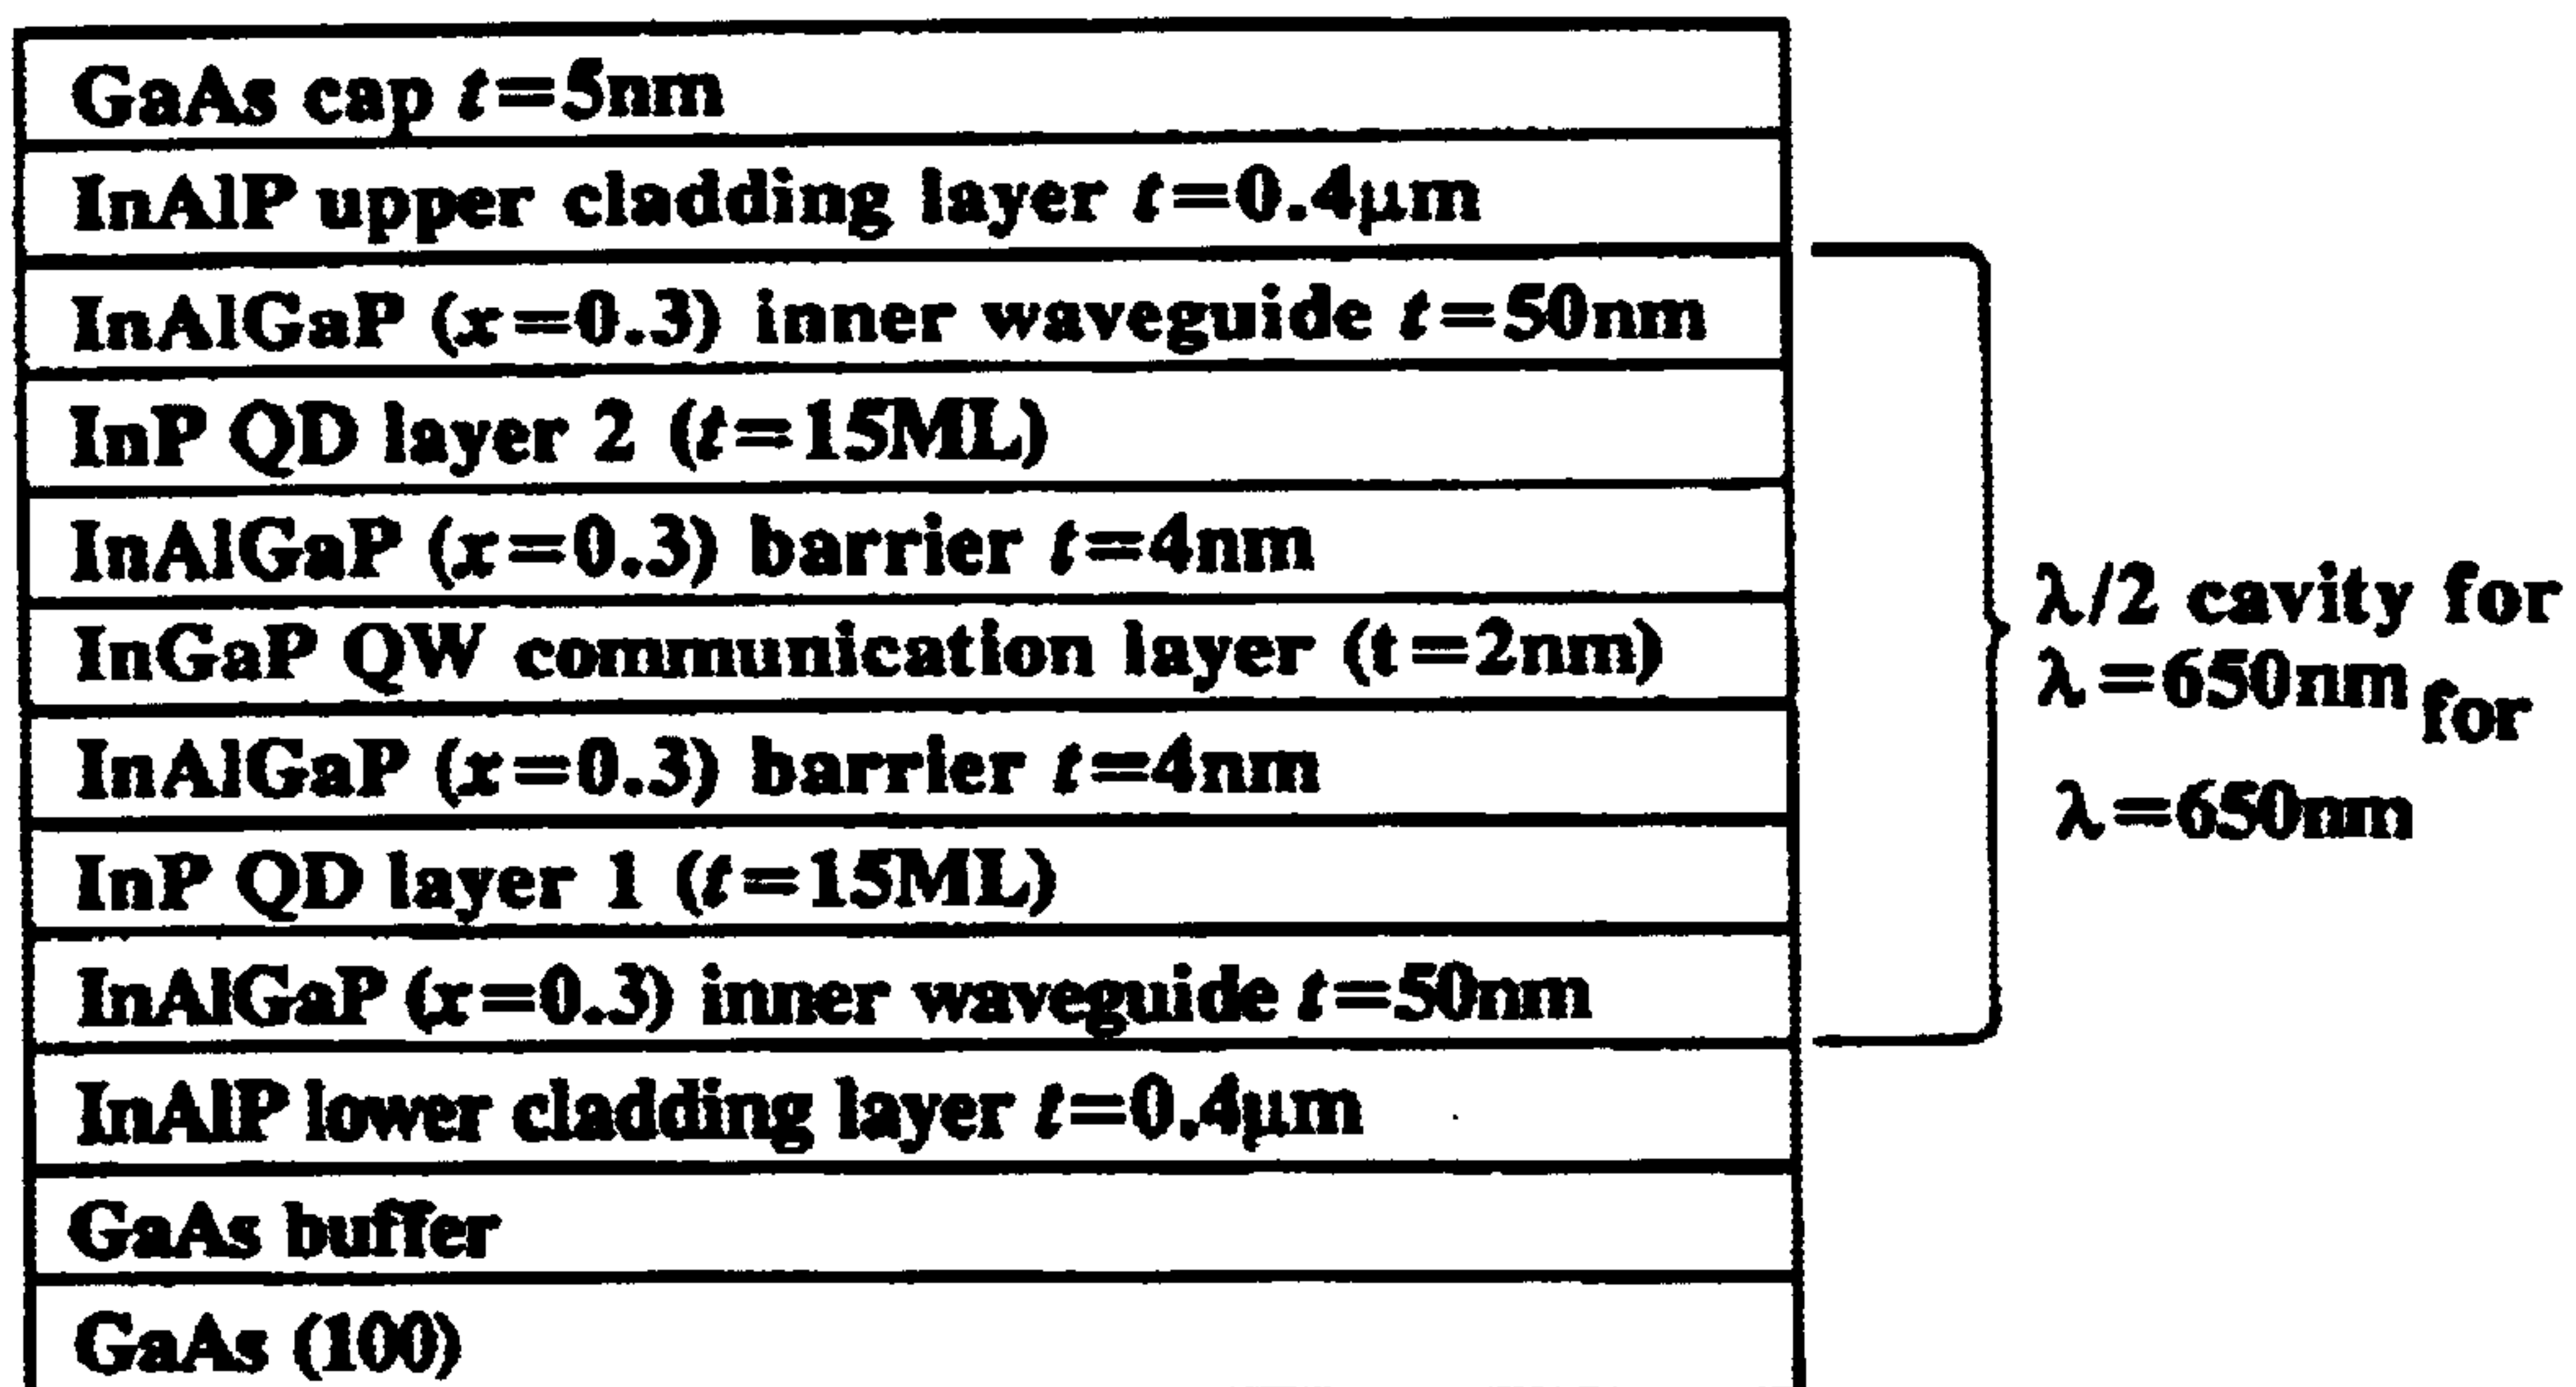 GaAs cap t=5nm
InAlP upper cladding layer t=0.4μm
InAlGaP (x=0.3) inner waveguide t=50nm
InP QD layer 2 (t=15ML)
InAlGaP (x=0.3) barrier t=4nm
InGaP QW communication layer (t=2nm)
InAlGaP (x=0.3) barrier t=4nm
InP QD layer 1 (t=15ML)
InAlGaP (x=0.3) inner waveguide t=50nm
InAlP lower cladding layer t=0.4μm
GaAs buffer
GaAs (100)
λ/2 cavity for
λ=650nm for
λ=650nm